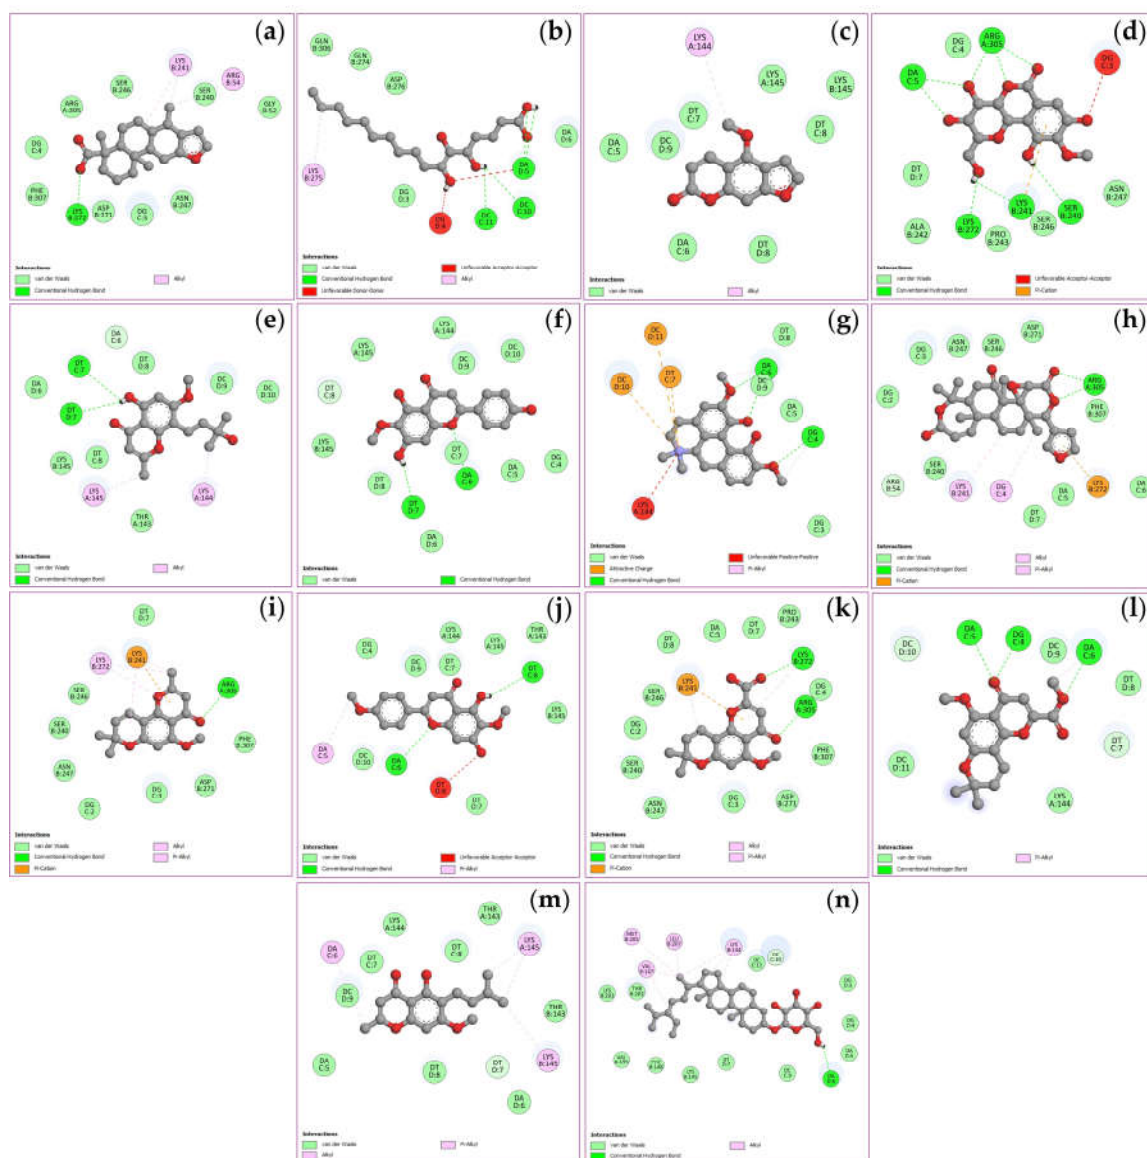 (a)
GLN
B:306
GLN
B:274
ASP
B:276
LYS
B:241
ARG
B:54
SER
B:246
SER
B:240
GLY
B:52
DG
C:4
PHE
B:307
ASP
B:271
ASN
B:247
Interactions
van der Waals
Conventional Hydrogen Bond
Alkyl
(b)
DA
D:6
DA
D:5
LYS
B:275
DG
D:3
DC
C:11
DC
C:10
Interactions
van der Waals
Conventional Hydrogen Bond
Unfavorable Donor-Donor
Unfavorable Acceptor-Acceptor
Alkyl
(c)
LYS
A:144
LYS
A:145
LYS
B:145
DT
C:7
DT
C:8
DA
C:5
DC
D:9
DA
C:6
DT
D:8
Interactions
van der Waals
Alkyl
(d)
DG
C:4
ARG
A:305
DA
C:5
DT
D:7
ASN
B:247
LYS
B:272
LYS
B:241
SER
B:240
ALA
B:242
PRO
B:243
SER
B:246
Interactions
van der Waals
Conventional Hydrogen Bond
Unfavorable Acceptor-Acceptor
Pi-Cation
(e)
DA
C:6
DT
C:7
DT
D:8
DA
D:6
DC
D:9
DC
D:10
DT
D:7
LYS
B:145
DT
C:8
LYS
A:145
LYS
A:144
THR
A:143
Interactions
van der Waals
Conventional Hydrogen Bond
Alkyl
(f)
LYS
A:144
LYS
A:145
DC
D:9
DC
D:10
DT
C:8
LYS
B:145
DT
C:7
DA
C:5
DG
C:4
DT
D:8
DA
C:6
DT
D:7
DA
D:6
Interactions
van der Waals
Conventional Hydrogen Bond
(g)
DC
D:11
DT
D:8
DC
D:10
DT
C:7
DC
D:9
DA
C:5
DG
C:4
LYS
A:144
DG
C:3
Interactions
van der Waals
Attractive Charge
Conventional Hydrogen Bond
Unfavorable Positive-Positive
Pi-Alkyl
(h)
DG
C:3
ASN
B:247
SER
B:246
ASP
B:271
ARG
A:305
DG
C:2
PHE
B:307
SER
B:240
ARG
B:54
LYS
B:241
DG
C:4
LYS
B:272
DA
C:5
DA
C:6
DT
D:7
Interactions
van der Waals
Conventional Hydrogen Bond
Pi-Cation
Alkyl
Pi-Alkyl
(i)
DT
D:7
LYS
B:272
LYS
B:241
SER
B:246
SER
B:240
PHE
B:307
ASN
B:247
DG
C:2
DG
C:3
ASP
B:271
Interactions
van der Waals
Conventional Hydrogen Bond
Pi-Cation
Alkyl
Pi-Alkyl
(j)
LYS
A:144
LYS
A:145
THR
A:143
DG
C:4
DC
D:9
DT
C:7
DT
C:8
LYS
B:145
DA
C:5
DC
D:10
DT
D:8
DT
D:7
Interactions
van der Waals
Conventional Hydrogen Bond
Unfavorable Acceptor-Acceptor
Pi-Alkyl
(k)
DT
D:8
DA
C:5
DT
D:7
PRO
B:243
LYS
B:272
SER
B:246
LYS
B:241
DG
C:4
ARG
A:305
DG
C:2
SER
B:240
PHE
B:307
ASN
B:247
DG
C:3
ASP
B:271
Interactions
van der Waals
Conventional Hydrogen Bond
Pi-Cation
Alkyl
Pi-Alkyl
(l)
DC
D:10
DA
C:5
DG
C:4
DC
D:9
DA
C:6
DT
D:8
DT
C:7
DC
D:11
LYS
A:144
Interactions
van der Waals
Conventional Hydrogen Bond
Pi-Alkyl
(m)
THR
A:143
LYS
A:144
LYS
A:145
DA
C:6
DT
C:7
DT
C:8
DC
D:9
THR
B:143
LYS
B:145
DA
C:5
DT
D:8
DT
D:7
DA
D:6
Interactions
van der Waals
Alkyl
Pi-Alkyl
(n)
Interactions
van der Waals
Conventional Hydrogen Bond
Alkyl